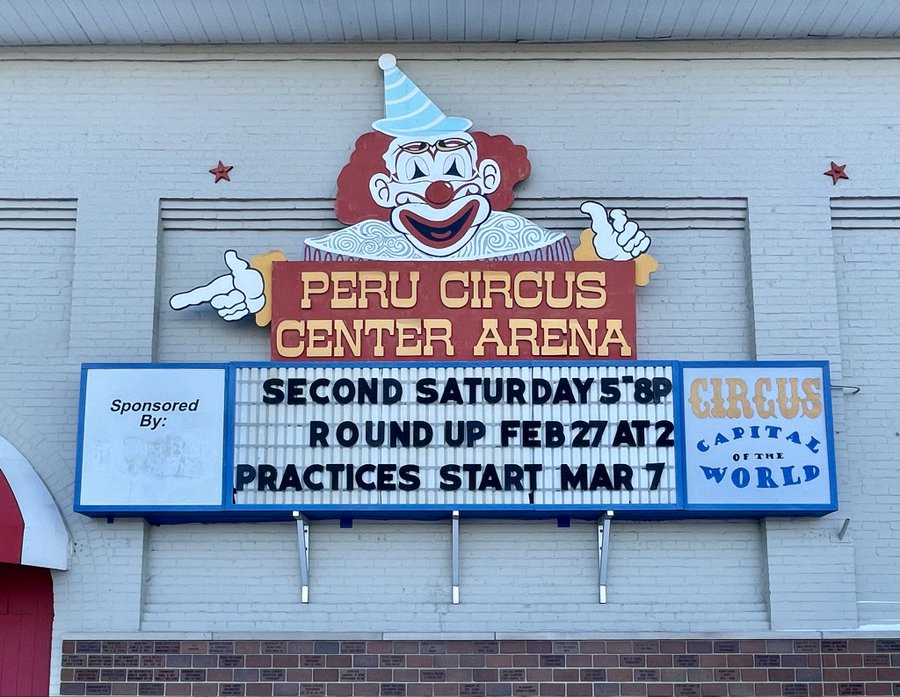 PERU CIRCUS
CENTER ARENA
Sponsored
By:
SECOND SATURDAY 5-8P
ROUND UP FEB 27 AT 2
PRACTICES START MAR 7
CIRCUS
CAPITAL
OF THE
WORLD